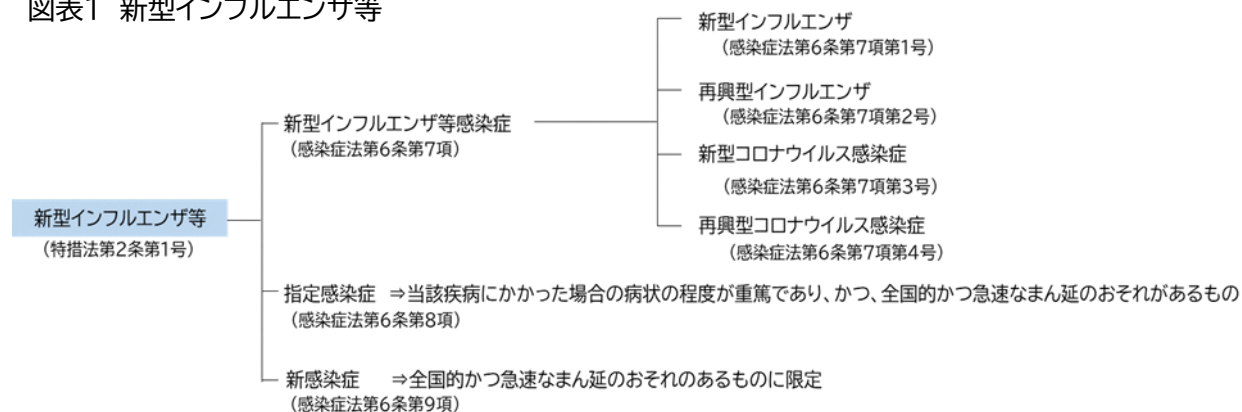 図表1 新型インフルエンザ等
新型インフルエンザ
(感染症法第6条第7項第1号)
再興型インフルエンザ
(感染症法第6条第7項第2号)
新型インフルエンザ等感染症
(感染症法第6条第7項)
新型コロナウイルス感染症
(感染症法第6条第7項第3号)
新型インフルエンザ等
(特措法第2条第1号)
再興型コロナウイルス感染症
(感染症法第6条第7項第4号)
指定感染症 ⇒当該疾病にかかった場合の病状の程度が重篤であり、かつ、全国的かつ急速なまん延のおそれがあるもの
(感染症法第6条第8項)
新感染症 ⇒全国的かつ急速なまん延のおそれのあるものに限定
(感染症法第6条第9項)